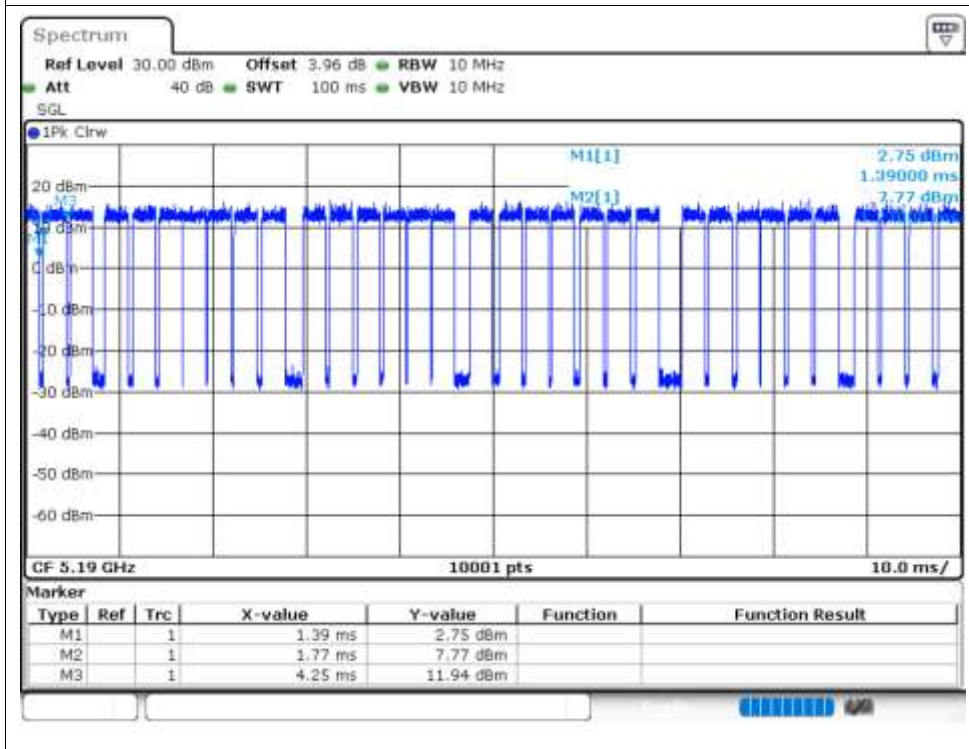 Spectrum
Ref Level 30.00 dBm Offset 3.96 dB RBW 10 MHz
Att 40 dB SWT 100 ms VBW 10 MHz
SGL
1Pk Clrw
M1[1] 2.75 dBm
1.39000 ms
M2[1] 7.77 dBm
20 dBm
M3
10 dBm
M1
0 dBm
-10 dBm
-20 dBm
-30 dBm
-40 dBm
-50 dBm
-60 dBm
CF 5.19 GHz 10001 pts 10.0 ms/
Marker
Type Ref Trc X-value Y-value Function Function Result
M1 1 1.39 ms 2.75 dBm
M2 1 1.77 ms 7.77 dBm
M3 1 4.25 ms 11.94 dBm